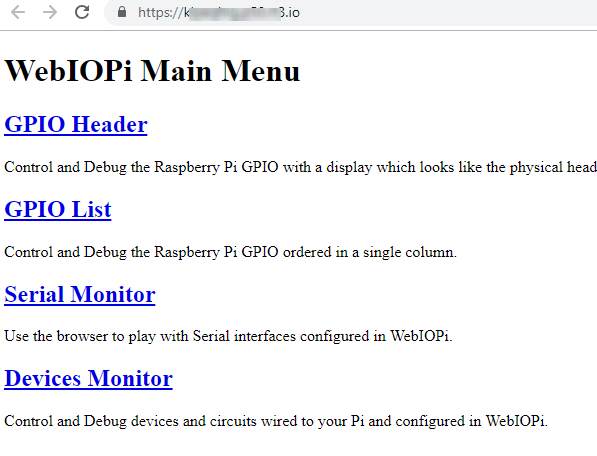 https://k 3.io
WebIOPi Main Menu
GPIO Header
Control and Debug the Raspberry Pi GPIO with a display which looks like the physical head
GPIO List
Control and Debug the Raspberry Pi GPIO ordered in a single column.
Serial Monitor
Use the browser to play with Serial interfaces configured in WebIOPi.
Devices Monitor
Control and Debug devices and circuits wired to your Pi and configured in WebIOPi.